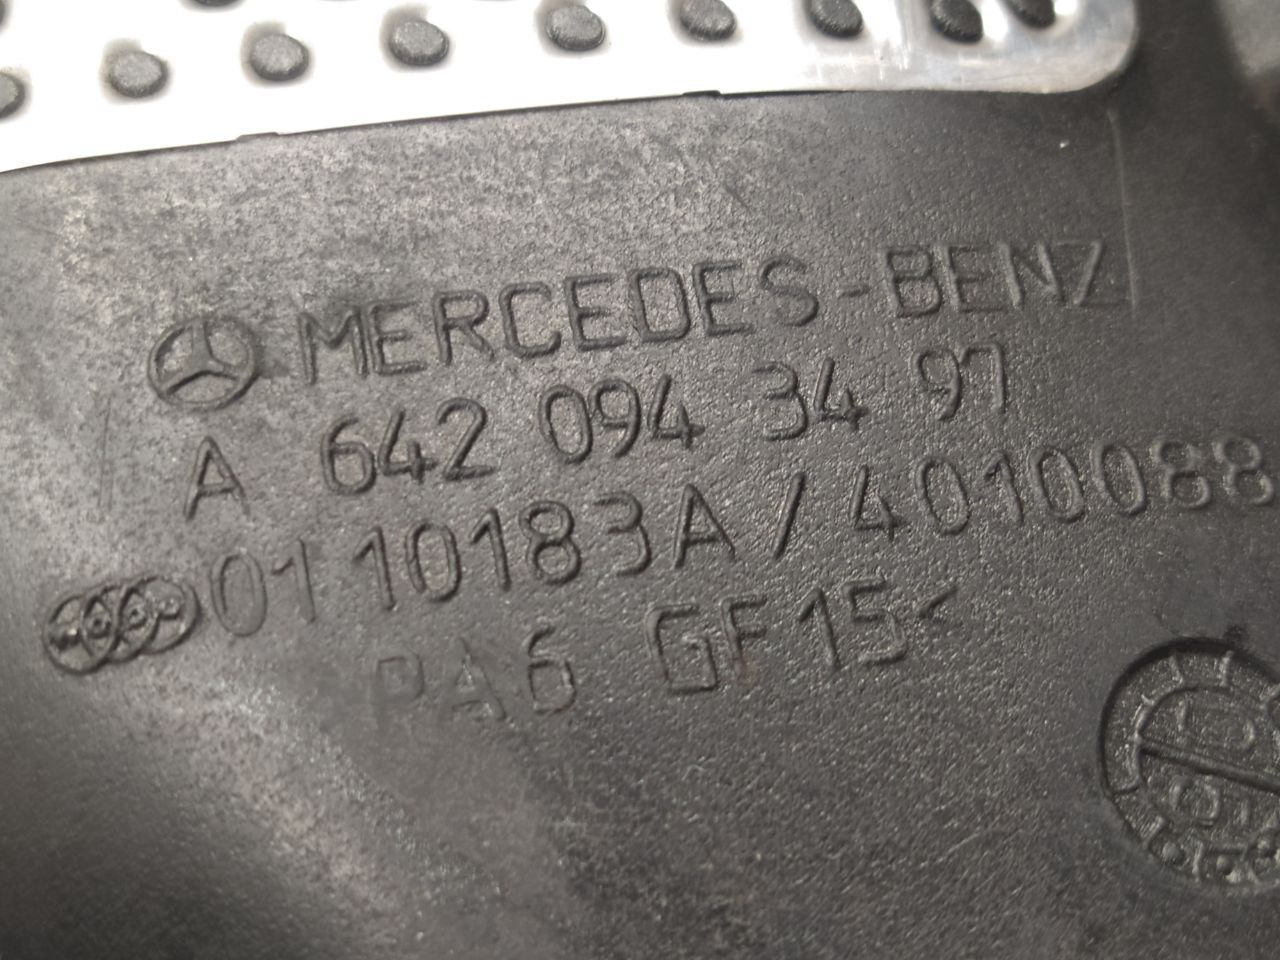 MERCEDES-BENZ
A 642 094 34 97
0110183A/4010088
PA6 GF15<